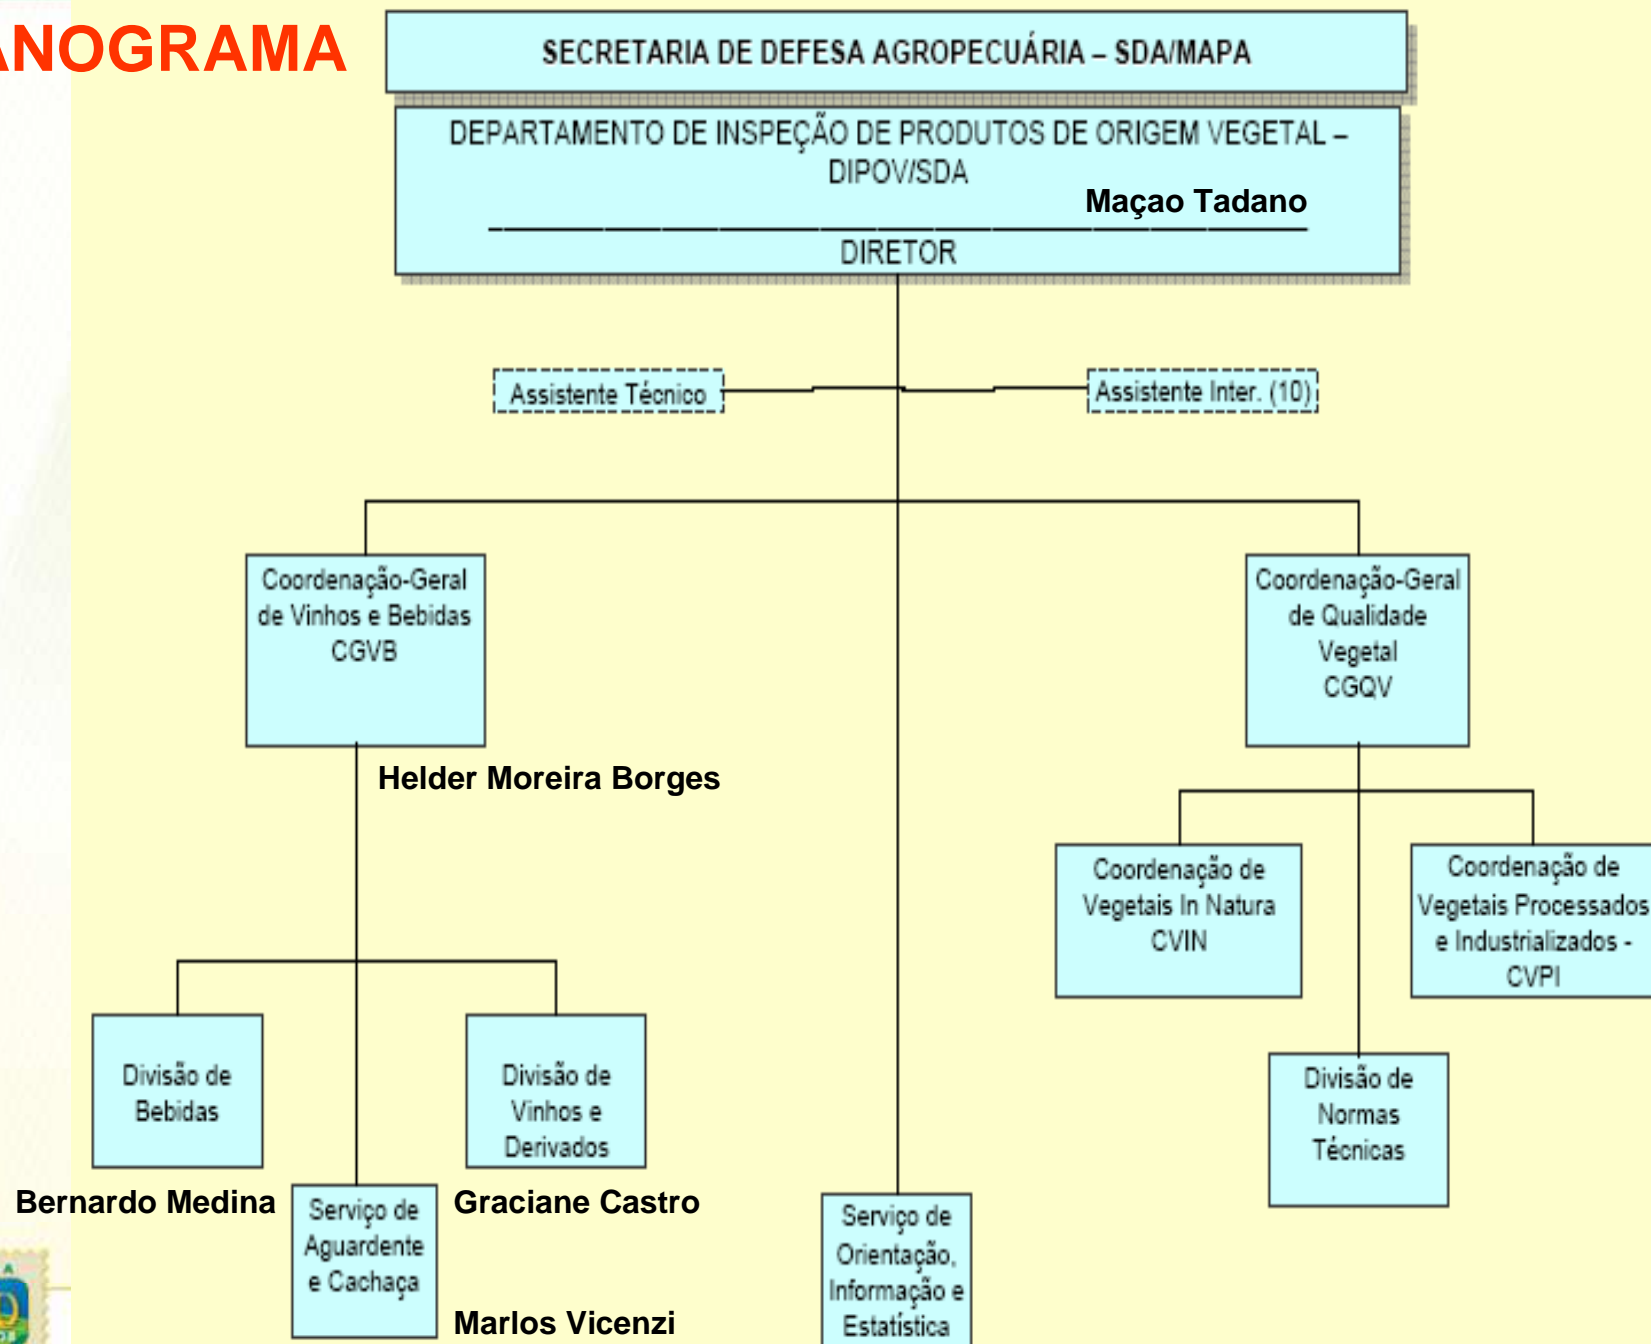 ANOGRAMA
SECRETARIA DE DEFESA AGROPECUÁRIA – SDA/MAPA
DEPARTAMENTO DE INSPEÇÃO DE PRODUTOS DE ORIGEM VEGETAL –
DIPOV/SDA
Maçao Tadano
DIRETOR
Assistente Técnico
Assistente Inter. (10)
Coordenação-Geral
de Vinhos e Bebidas
CGVB
Helder Moreira Borges
Coordenação-Geral
de Qualidade
Vegetal
CGQV
Coordenação de
Vegetais In Natura
CVIN
Coordenação de
Vegetais Processados
e Industrializados -
CVPI
Divisão de
Bebidas
Bernardo Medina
Divisão de
Vinhos e
Derivados
Graciane Castro
Divisão de
Normas
Técnicas
Serviço de
Aguardente
e Cachaça
Marlos Vicenzi
Serviço de
Orientação,
Informação e
Estatística